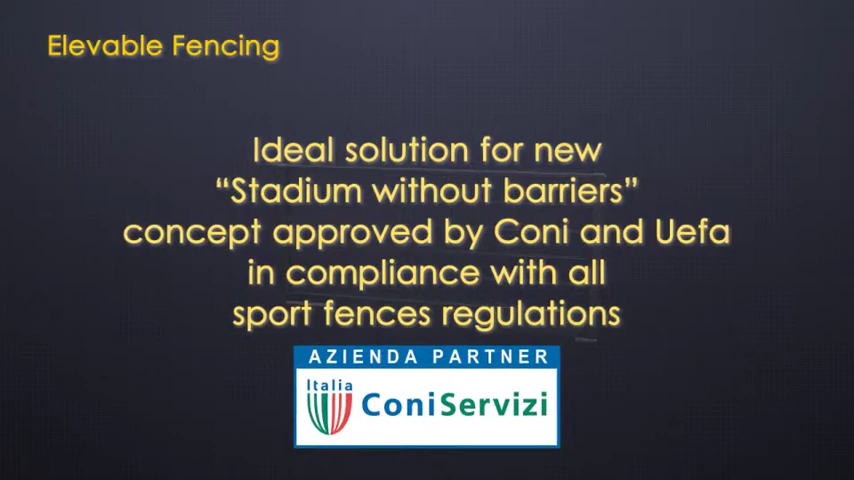 Elevable Fencing
Ideal solution for new
“Stadium without barriers”
concept approved by Coni and Uefa
in compliance with all
sport fences regulations
AZIENDA PARTNER
Italia
ConiServizi